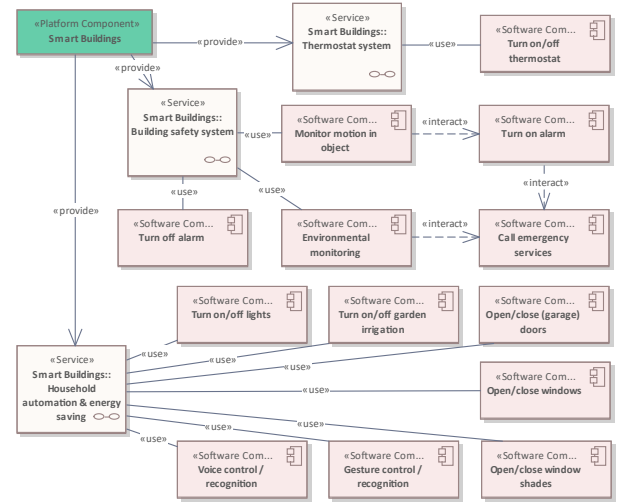 «Platform Component»
Smart Buildings
«provide»
«Service»
Smart Buildings::
Thermostat system
«use»
«Software Com...
Turn on/off
thermostat
«provide»
«Service»
Smart Buildings::
Building safety system
«use»
«Software Com...
Monitor motion in
object
«interact»
«Software Com...
Turn on alarm
«use»
«use»
«interact»
«provide»
«Software Com...
Turn off alarm
«Software Com...
Environmental
monitoring
«interact»
«Software Com...
Call emergency
services
«Software Com...
Turn on/off lights
«Software Com...
Turn on/off garden
irrigation
«Software Com...
Open/close (garage)
doors
«Service»
Smart Buildings::
Household
automation & energy
saving
«use»
«use»
«use»
«use»
«Software Com...
Open/close windows
«use»
«use»
«use»
«Software Com...
Voice control /
recognition
«Software Com...
Gesture control /
recognition
«Software Com...
Open/close window
shades